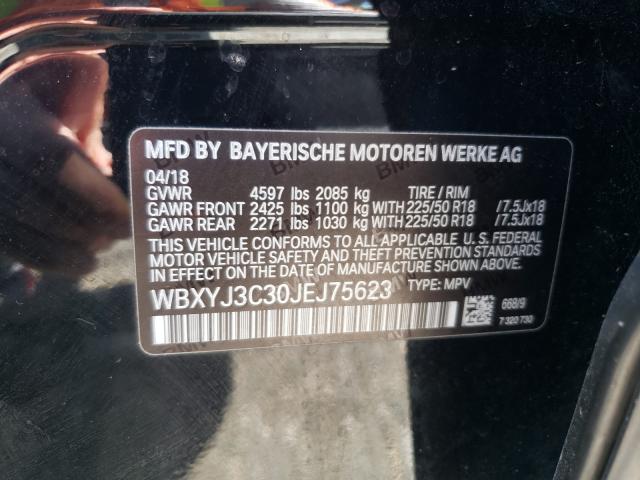 MFD BY BAYERISCHE MOTOREN WERKE AG
04/18
GVWR 4597 lbs 2085 kg TIRE / RIM
GAWR FRONT 2425 lbs 1100 kg WITH 225/50 R18 /7.5Jx18
GAWR REAR 2271 lbs 1030 kg WITH 225/50 R18 /7.5Jx18
THIS VEHICLE CONFORMS TO ALL APPLICABLE U. S. FEDERAL
MOTOR VEHICLE SAFETY AND THEFT PREVENTION STANDARDS
IN EFFECT ON THE DATE OF MANUFACTURE SHOWN ABOVE.
WBXYJ3C30JEJ75623 TYPE: MPV
668/9
7 320 730